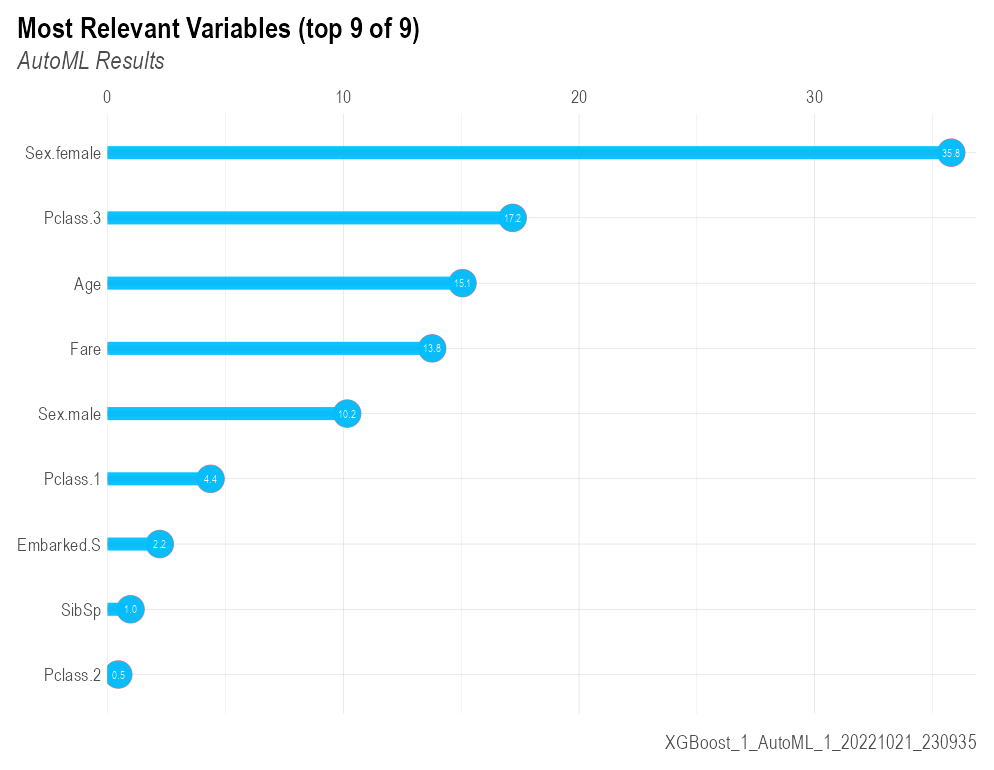 Most Relevant Variables (top 9 of 9)
AutoML Results
0 10 20 30
Sex.female 35.8
Pclass.3 17.2
Age 15.1
Fare 13.8
Sex.male 10.2
Pclass.1 4.4
Embarked.S 2.2
SibSp 1.0
Pclass.2 0.5
XGBoost_1_AutoML_1_20221021_230935